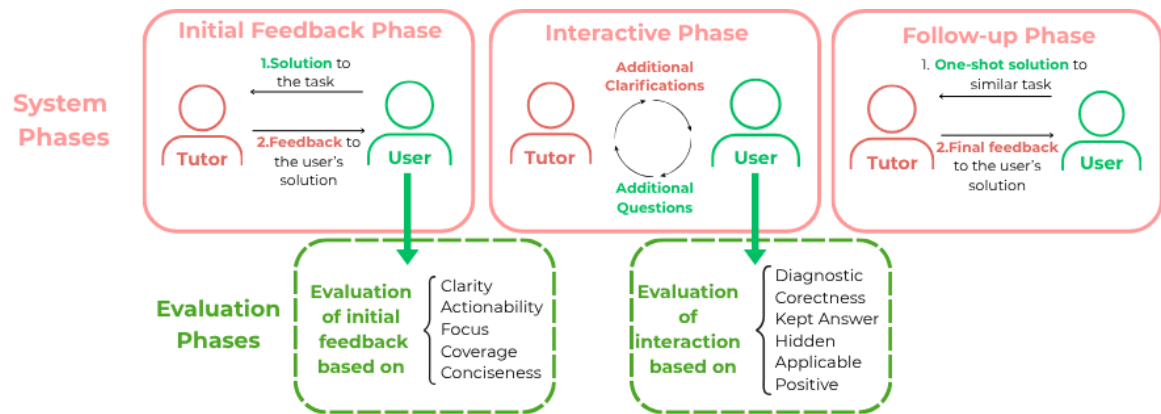 System
Phases
Initial Feedback Phase
1.Solution to
the task
Tutor
2.Feedback to
the user's
solution
User
Interactive Phase
Additional
Clarifications
Tutor
User
Additional
Questions
Follow-up Phase
1. One-shot solution to
similar task
Tutor
2.Final feedback
to the user's
solution
User
Evaluation
Phases
Evaluation
of initial
feedback
based on
Clarity
Actionability
Focus
Coverage
Conciseness
Evaluation
of
interaction
based on
Diagnostic
Corectness
Kept Answer
Hidden
Applicable
Positive